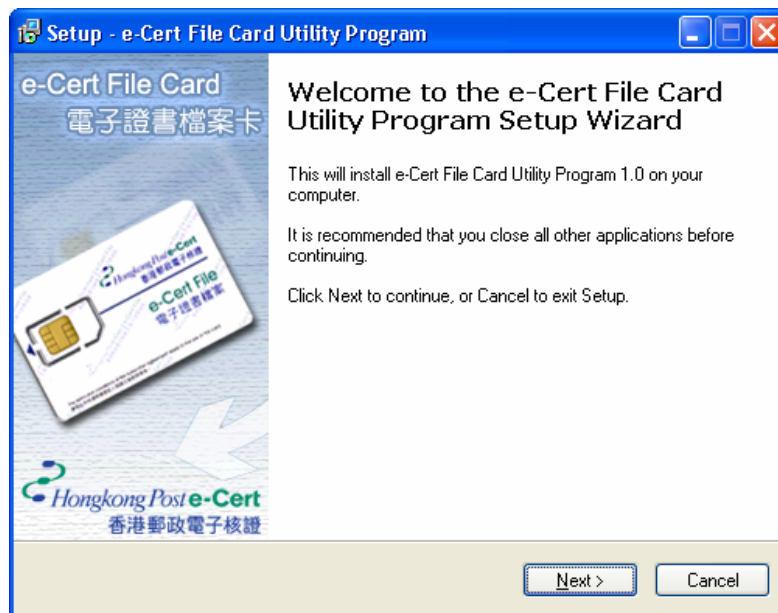 Setup - e-Cert File Card Utility Program
e-Cert File Card
電子證書檔案卡
Hongkong Post e-Cert
香港郵政電子核證
e-Cert File
電子證書檔案
Hongkong Post e-Cert
香港郵政電子核證
Welcome to the e-Cert File Card
Utility Program Setup Wizard
This will install e-Cert File Card Utility Program 1.0 on your
computer.
It is recommended that you close all other applications before
continuing.
Click Next to continue, or Cancel to exit Setup.
Next >
Cancel